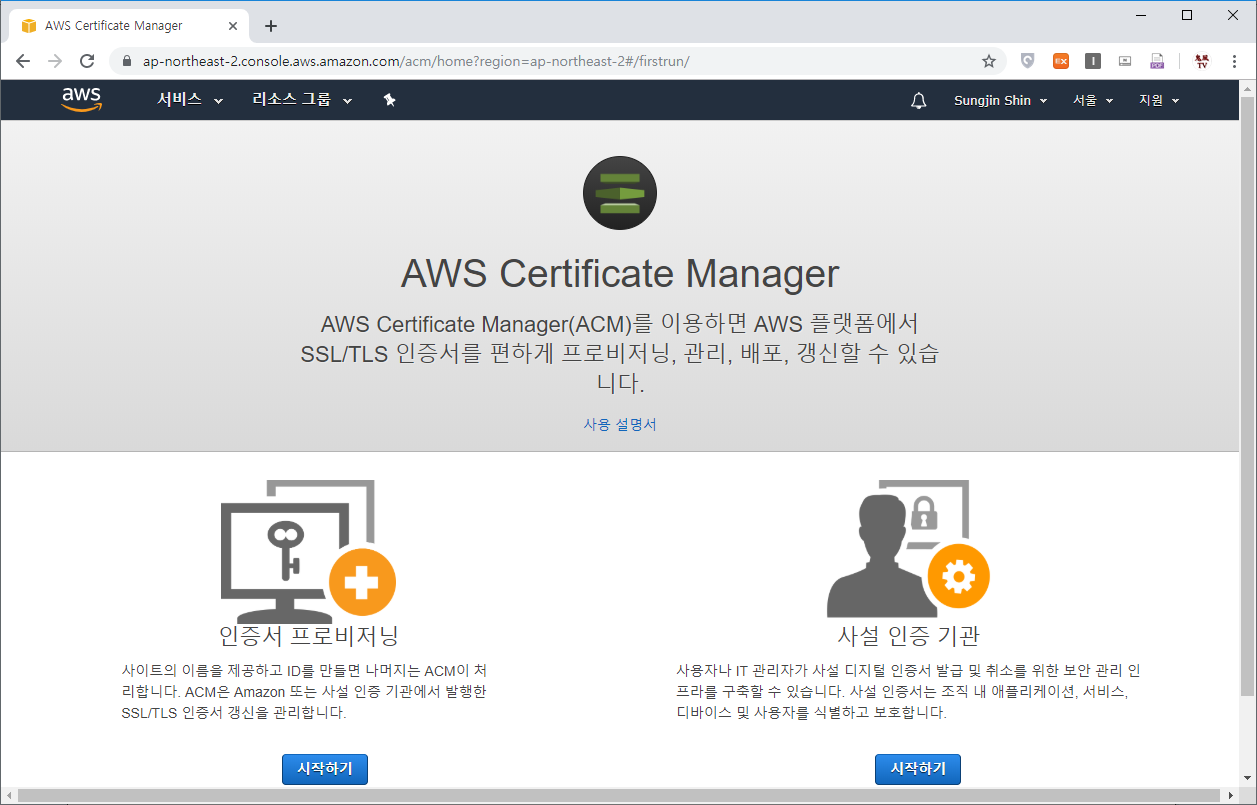 AWS Certificate Manager
ap-northeast-2.console.aws.amazon.com/acm/home?region=ap-northeast-2#/firstrun/
EX
I
PDF
TV
aws
서비스
리소스 그룹
Sungjin Shin
서울
지원
AWS Certificate Manager
AWS Certificate Manager(ACM)를 이용하면 AWS 플랫폼에서
SSL/TLS 인증서를 편하게 프로비저닝, 관리, 배포, 갱신할 수 있습
니다.
사용 설명서
인증서 프로비저닝
사이트의 이름을 제공하고 ID를 만들면 나머지는 ACM이 처
리합니다. ACM은 Amazon 또는 사설 인증 기관에서 발행한
SSL/TLS 인증서 갱신을 관리합니다.
시작하기
사설 인증 기관
사용자나 IT 관리자가 사설 디지털 인증서 발급 및 취소를 위한 보안 관리 인
프라를 구축할 수 있습니다. 사설 인증서는 조직 내 애플리케이션, 서비스,
디바이스 및 사용자를 식별하고 보호합니다.
시작하기